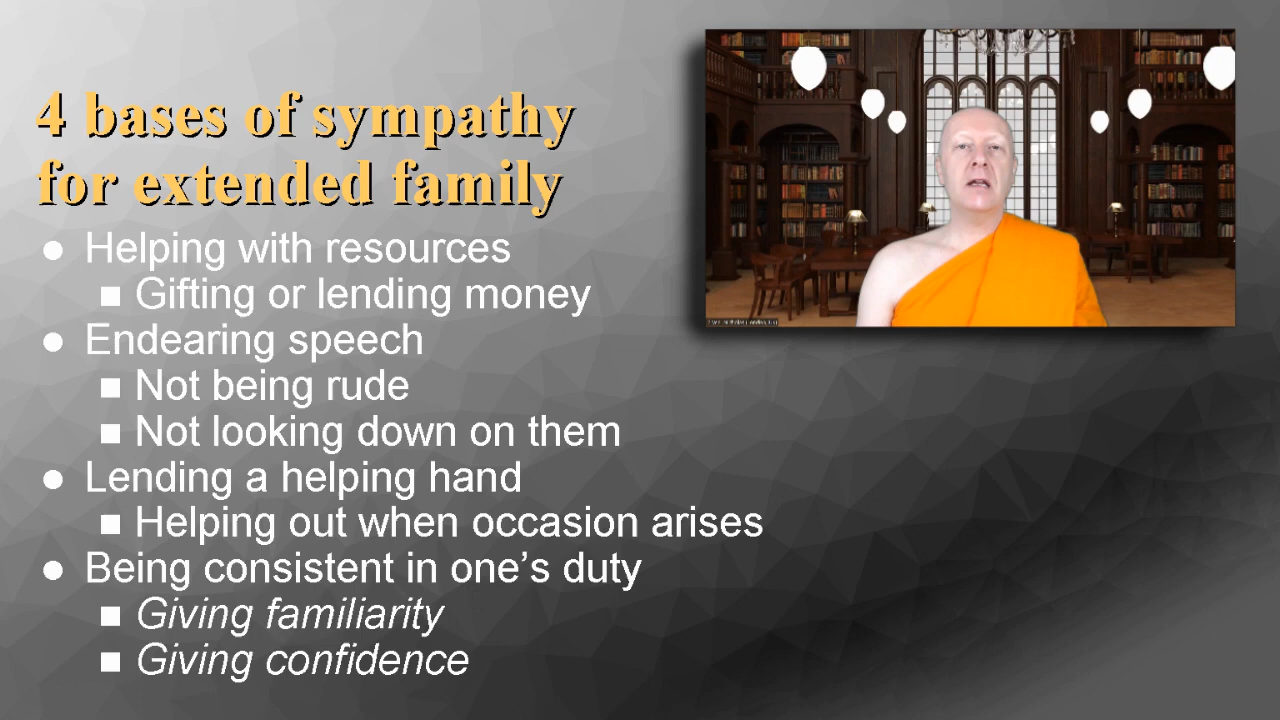 4 bases of sympathy
for extended family
● Helping with resources
■ Gifting or lending money
● Endearing speech
■ Not being rude
■ Not looking down on them
● Lending a helping hand
■ Helping out when occasion arises
● Being consistent in one’s duty
■ Giving familiarity
■ Giving confidence